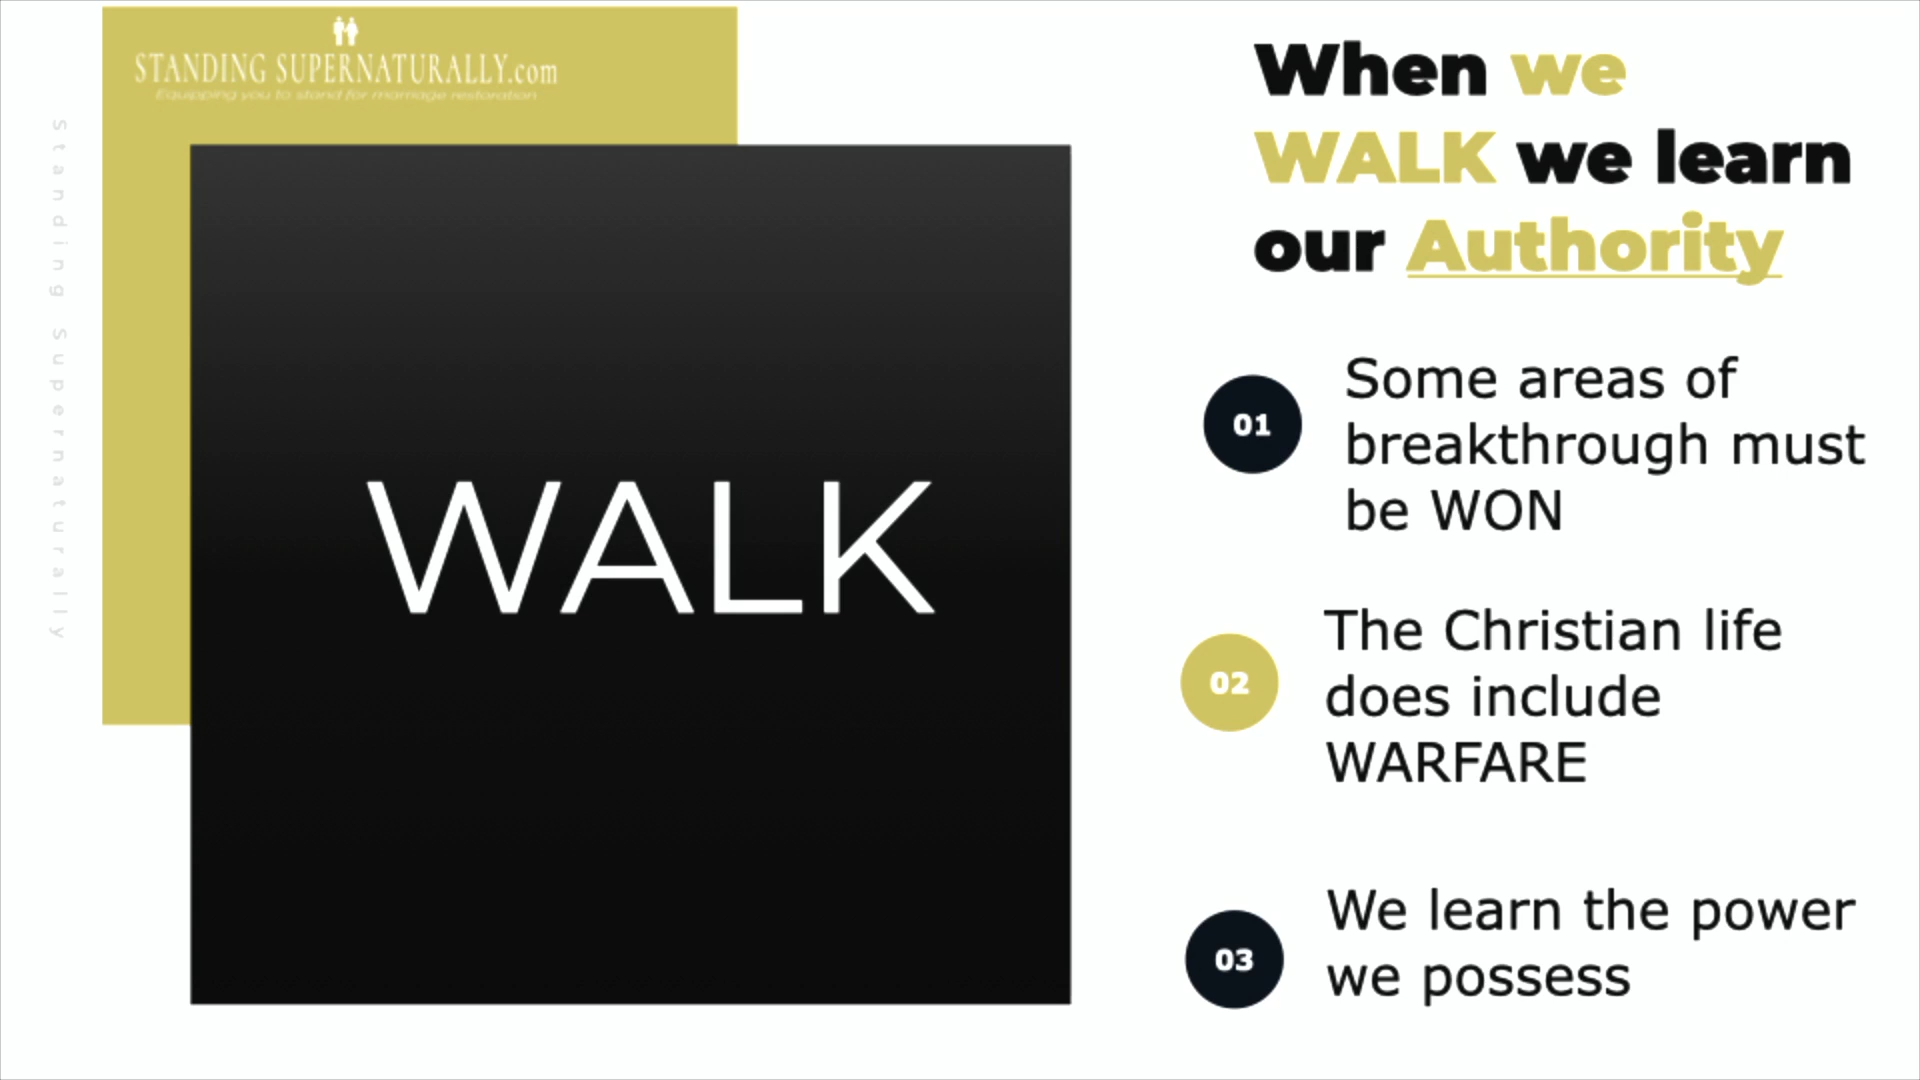 STANDING SUPERNATURALLY.com
Equipping you to stand for marriage restoration
Standing Supernaturally
WALK
When we
WALK we learn
our Authority
01
Some areas of
breakthrough must
be WON
02
The Christian life
does include
WARFARE
03
We learn the power
we possess